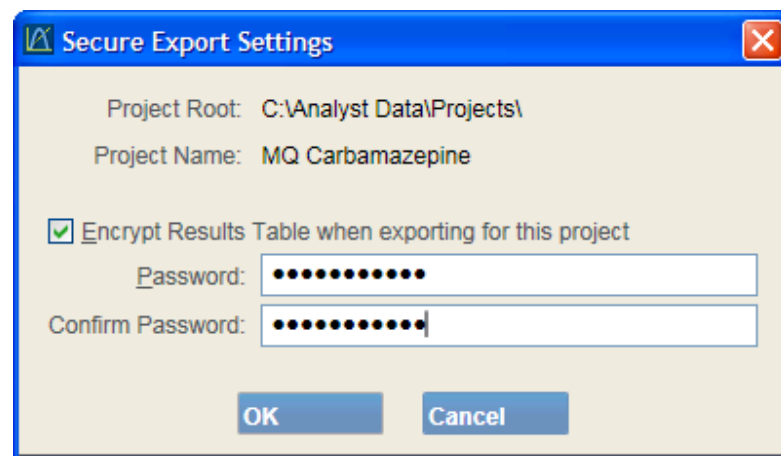 Secure Export Settings
Project Root: C:\Analyst Data\Projects\
Project Name: MQ Carbamazepine
Encrypt Results Table when exporting for this project
Password: •••••••••••
Confirm Password: •••••••••••
OK Cancel